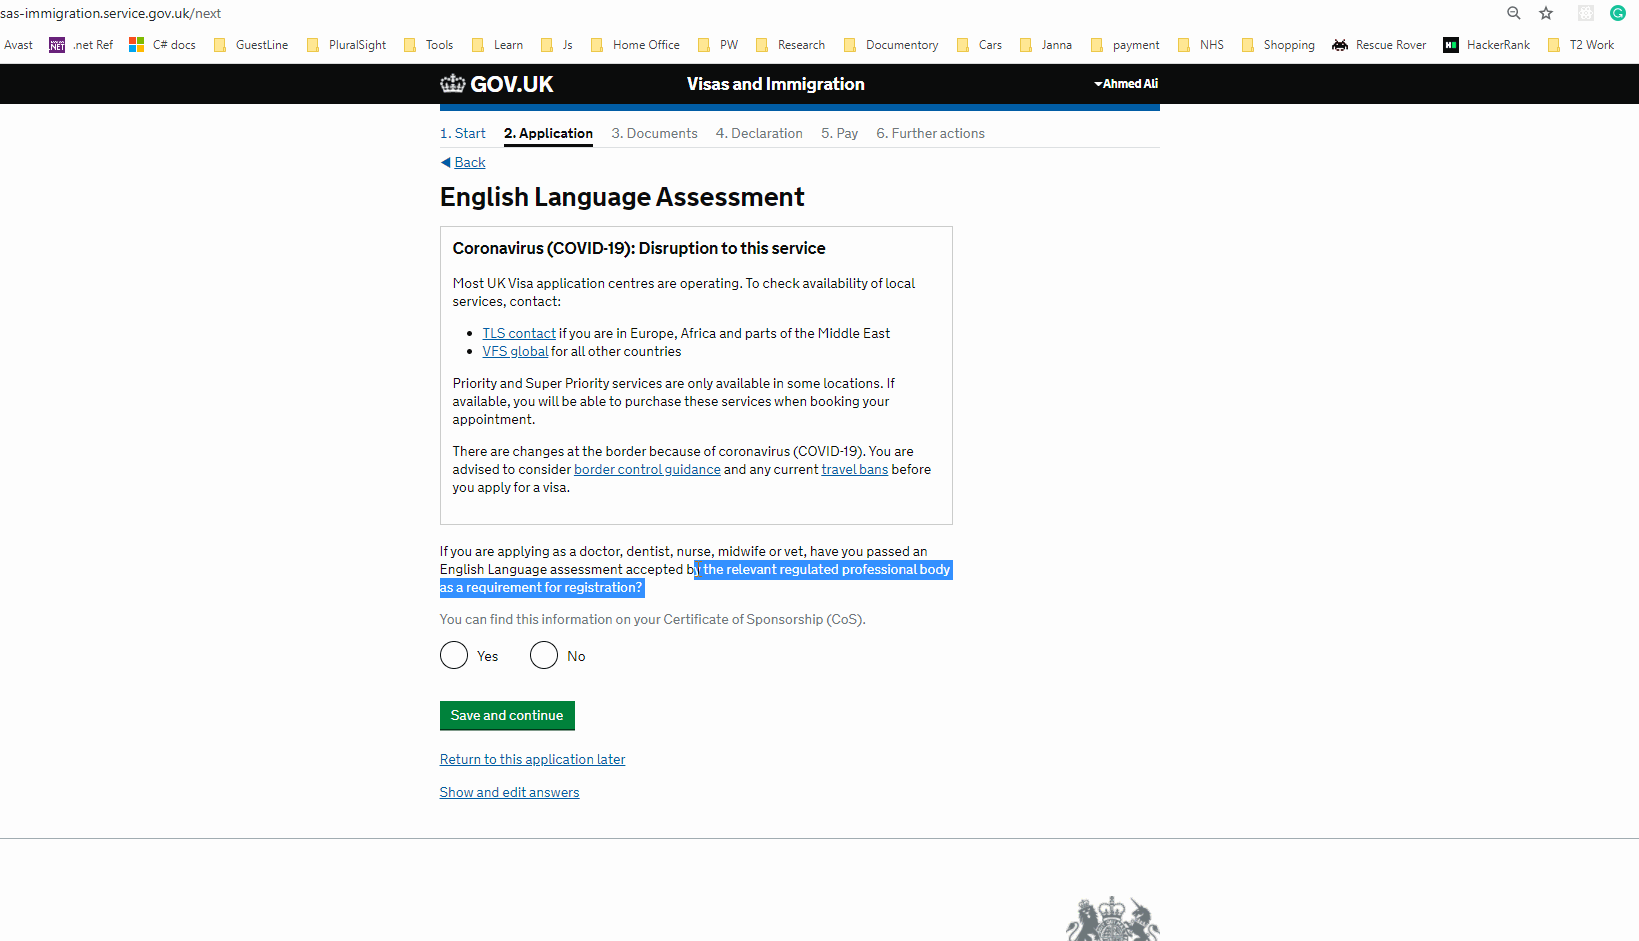 sas-immigration.service.gov.uk/next
Avast .net Ref C# docs GuestLine PluralSight Tools Learn Js Home Office PW Research Documentory Cars Janna payment NHS Shopping Rescue Rover HackerRank T2 Work
GOV.UK Visas and Immigration Ahmed Ali
1. Start 2. Application 3. Documents 4. Declaration 5. Pay 6. Further actions
Back
English Language Assessment
Coronavirus (COVID-19): Disruption to this service
Most UK Visa application centres are operating. To check availability of local
services, contact:
• TLS contact if you are in Europe, Africa and parts of the Middle East
• VFS global for all other countries
Priority and Super Priority services are only available in some locations. If
available, you will be able to purchase these services when booking your
appointment.
There are changes at the border because of coronavirus (COVID-19). You are
advised to consider border control guidance and any current travel bans before
you apply for a visa.
If you are applying as a doctor, dentist, nurse, midwife or vet, have you passed an
English Language assessment accepted by the relevant regulated professional body
as a requirement for registration?
You can find this information on your Certificate of Sponsorship (CoS).
Yes No
Save and continue
Return to this application later
Show and edit answers